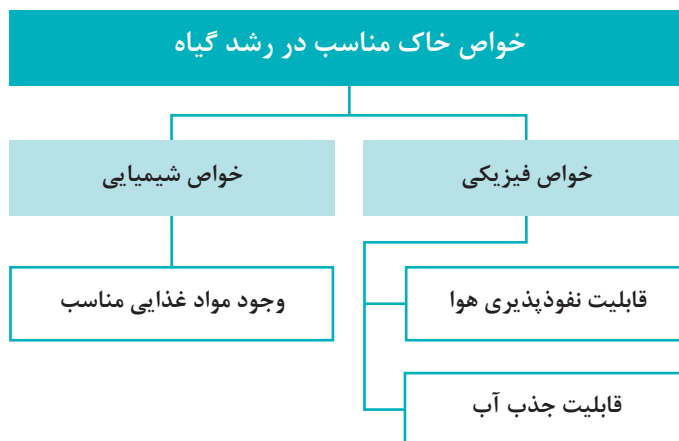 خواص خاک مناسب در رشد گیاه
خواص فیزیکی
خواص شیمیایی
قابلیت نفوذپذیری هوا
وجود مواد غذایی مناسب
قابلیت جذب آب